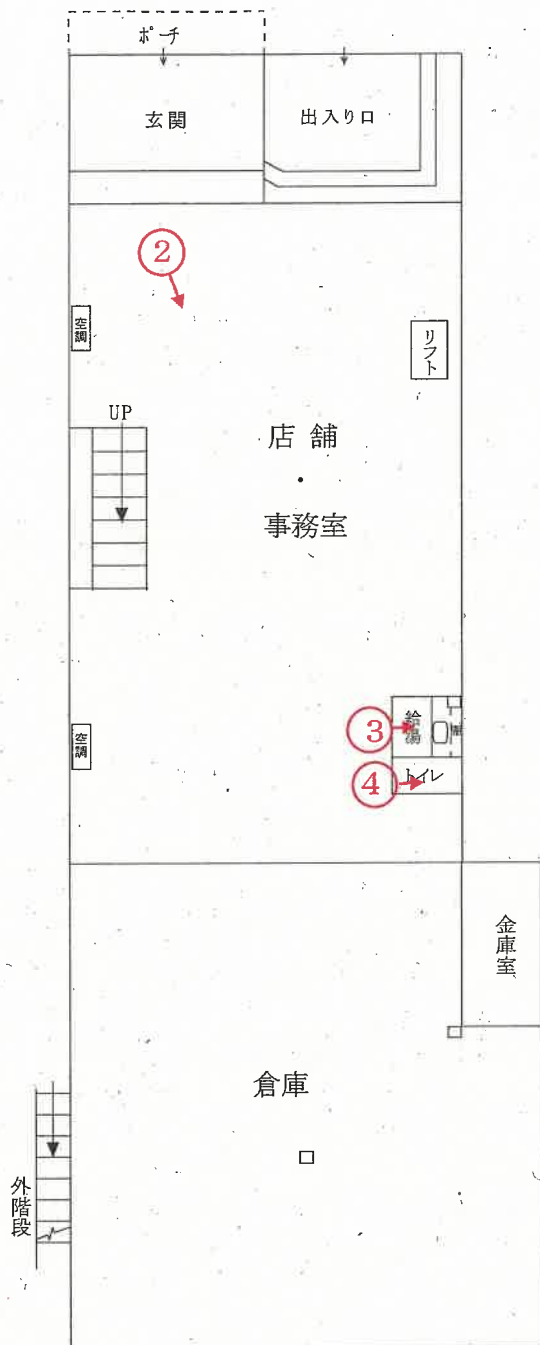 ポーチ
玄関
出入り口
②
空調
リフト
UP
店舗
・
事務室
③
給湯
④
トイレ
空調
金庫室
倉庫
外階段